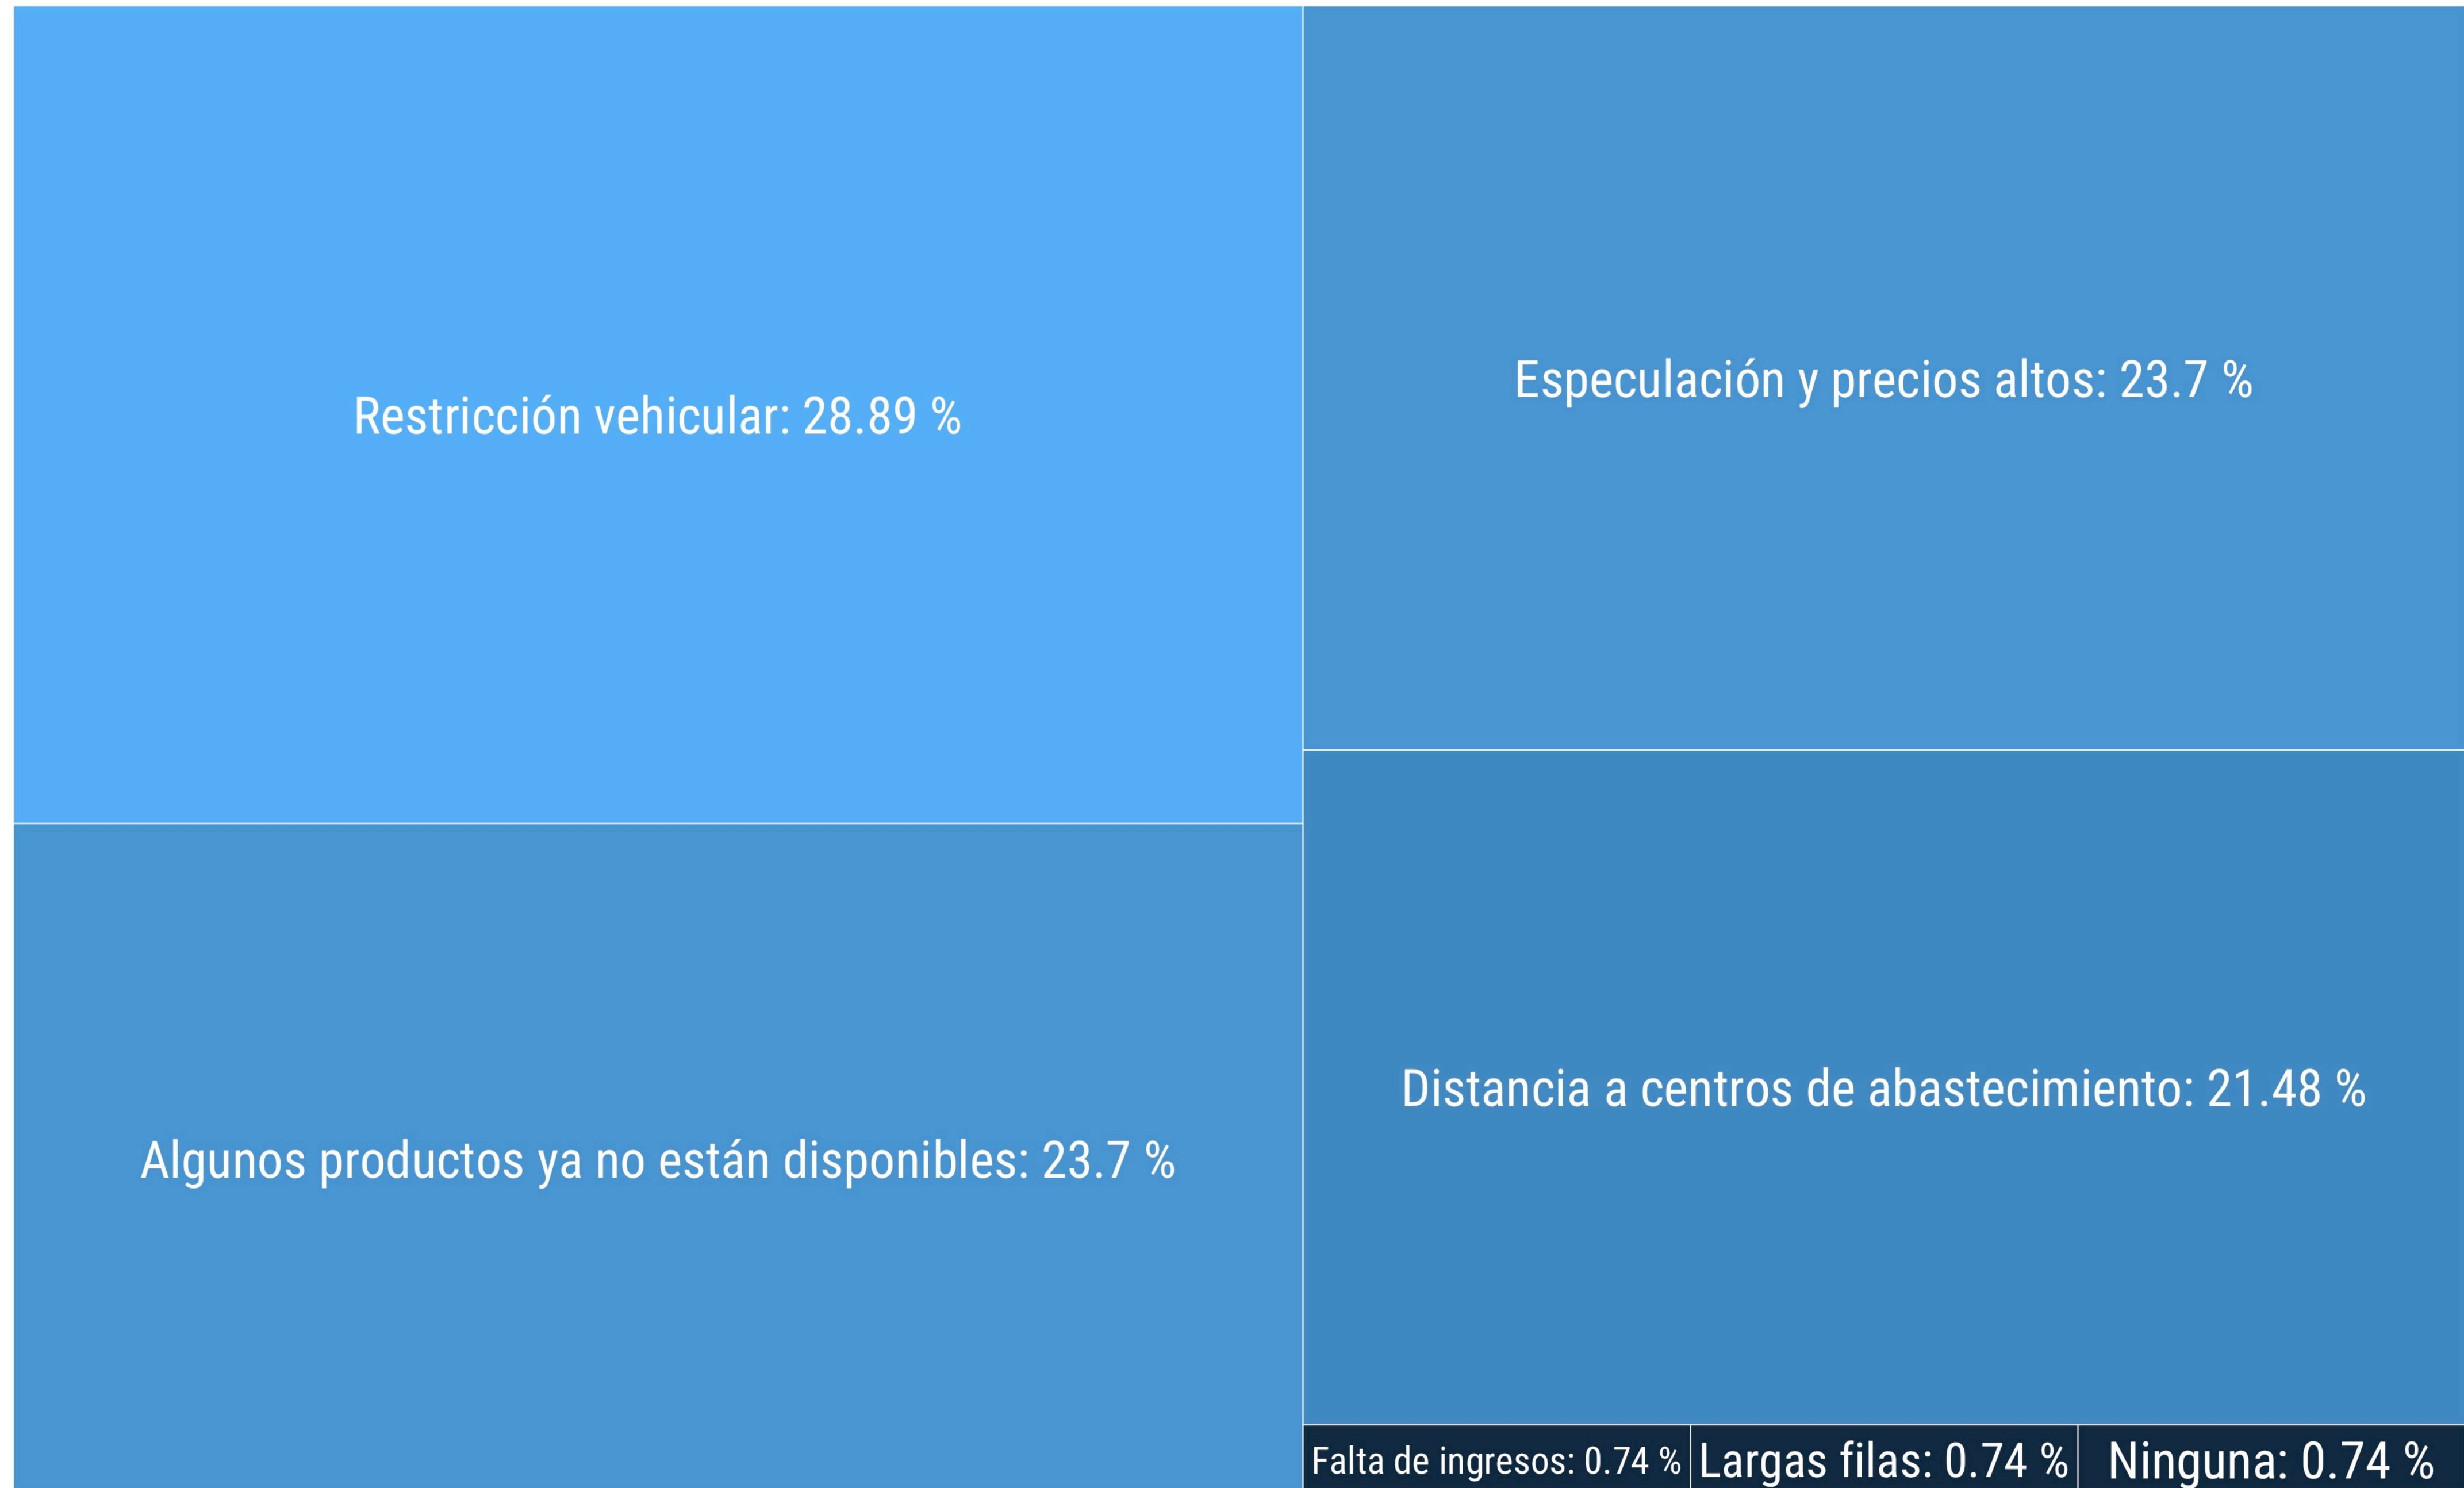 Restricción vehicular: 28.89 %
Algunos productos ya no están disponibles: 23.7 %
Especulación y precios altos: 23.7 %
Distancia a centros de abastecimiento: 21.48 %
Falta de ingresos: 0.74 %
Largas filas: 0.74 %
Ninguna: 0.74 %